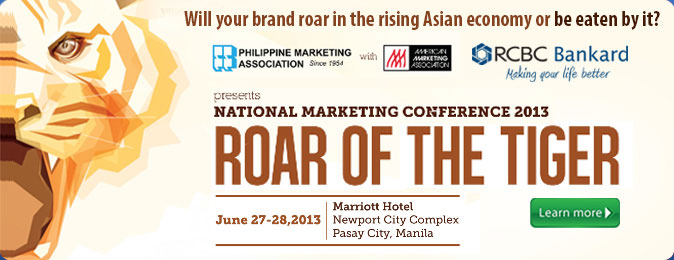 Will your brand roar in the rising Asian economy or be eaten by it?
PHILIPPINE MARKETING
ASSOCIATION Since 1954
with
AMERICAN
MARKETING
ASSOCIATION
RCBC Bankard
Making your life better
presents
NATIONAL MARKETING CONFERENCE 2013
ROAR OF THE TIGER
June 27-28,2013
Marriott Hotel
Newport City Complex
Pasay City, Manila
Learn more